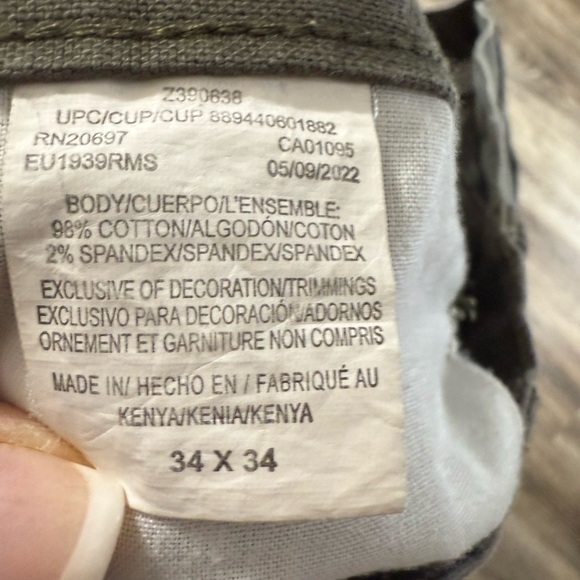 Z390638
UPC/CUP/CUP 889440601882
RN20697 CA01095
EU1939RMS 05/09/2022
BODY/CUERPO/L'ENSEMBLE:
98% COTTON/ALGODÓN/COTON
2% SPANDEX/SPANDEX/SPANDEX
EXCLUSIVE OF DECORATION/TRIMMINGS
EXCLUSIVO PARA DECORACIÓN/ADORNOS
ORNEMENT ET GARNITURE NON COMPRIS
MADE IN/ HECHO EN / FABRIQUÉ AU
KENYA/KENIA/KENYA
34 X 34